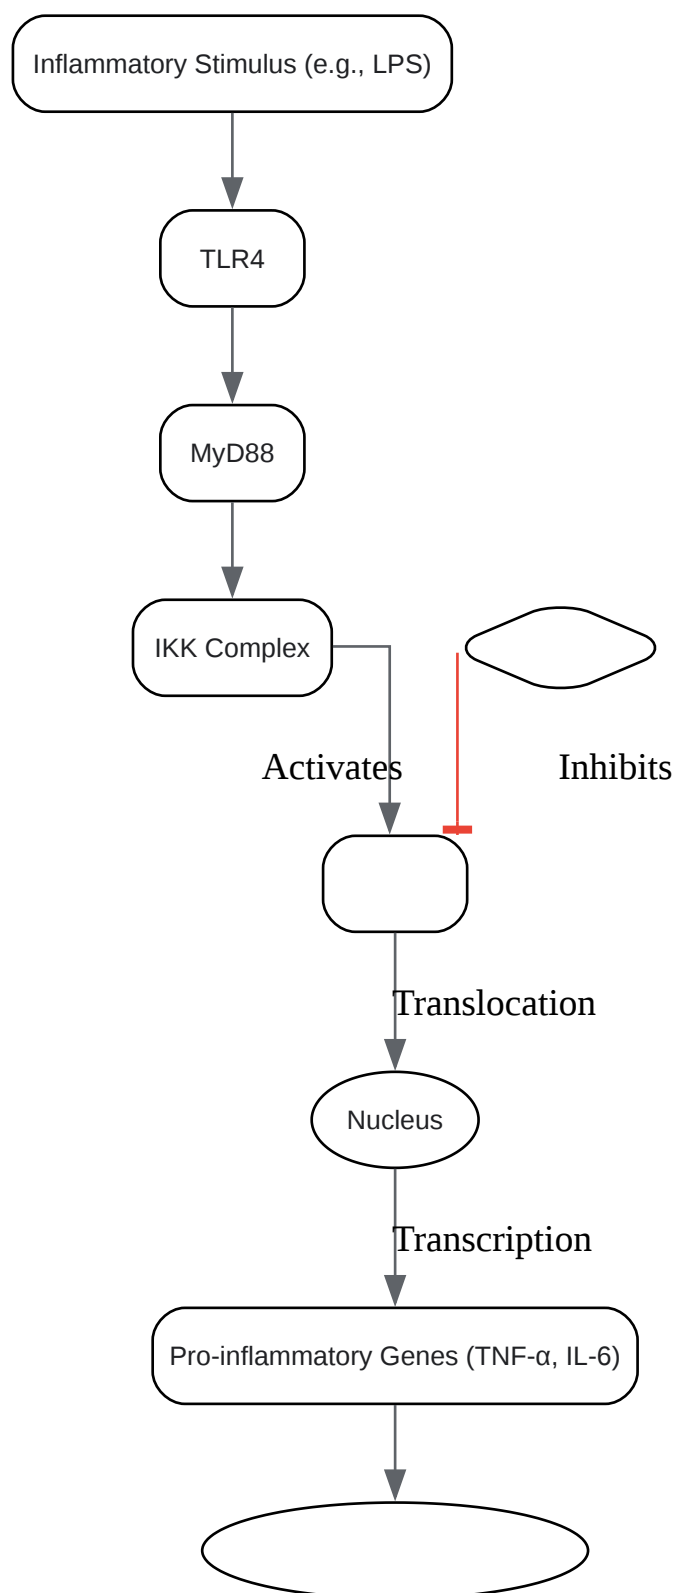 Inflammatory Stimulus (e.g., LPS)
TLR4
MyD88
IKK Complex
Activates
Inhibits
Translocation
Nucleus
Transcription
Pro-inflammatory Genes (TNF-α, IL-6)